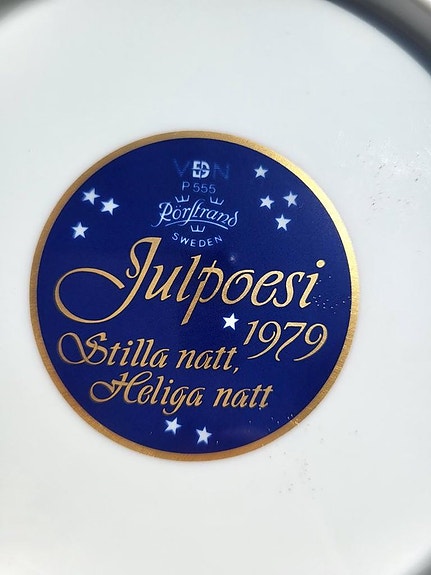 VDN
P 555
Rörstrand
SWEDEN
Julpoesi
1979
Stilla natt,
Heliga natt